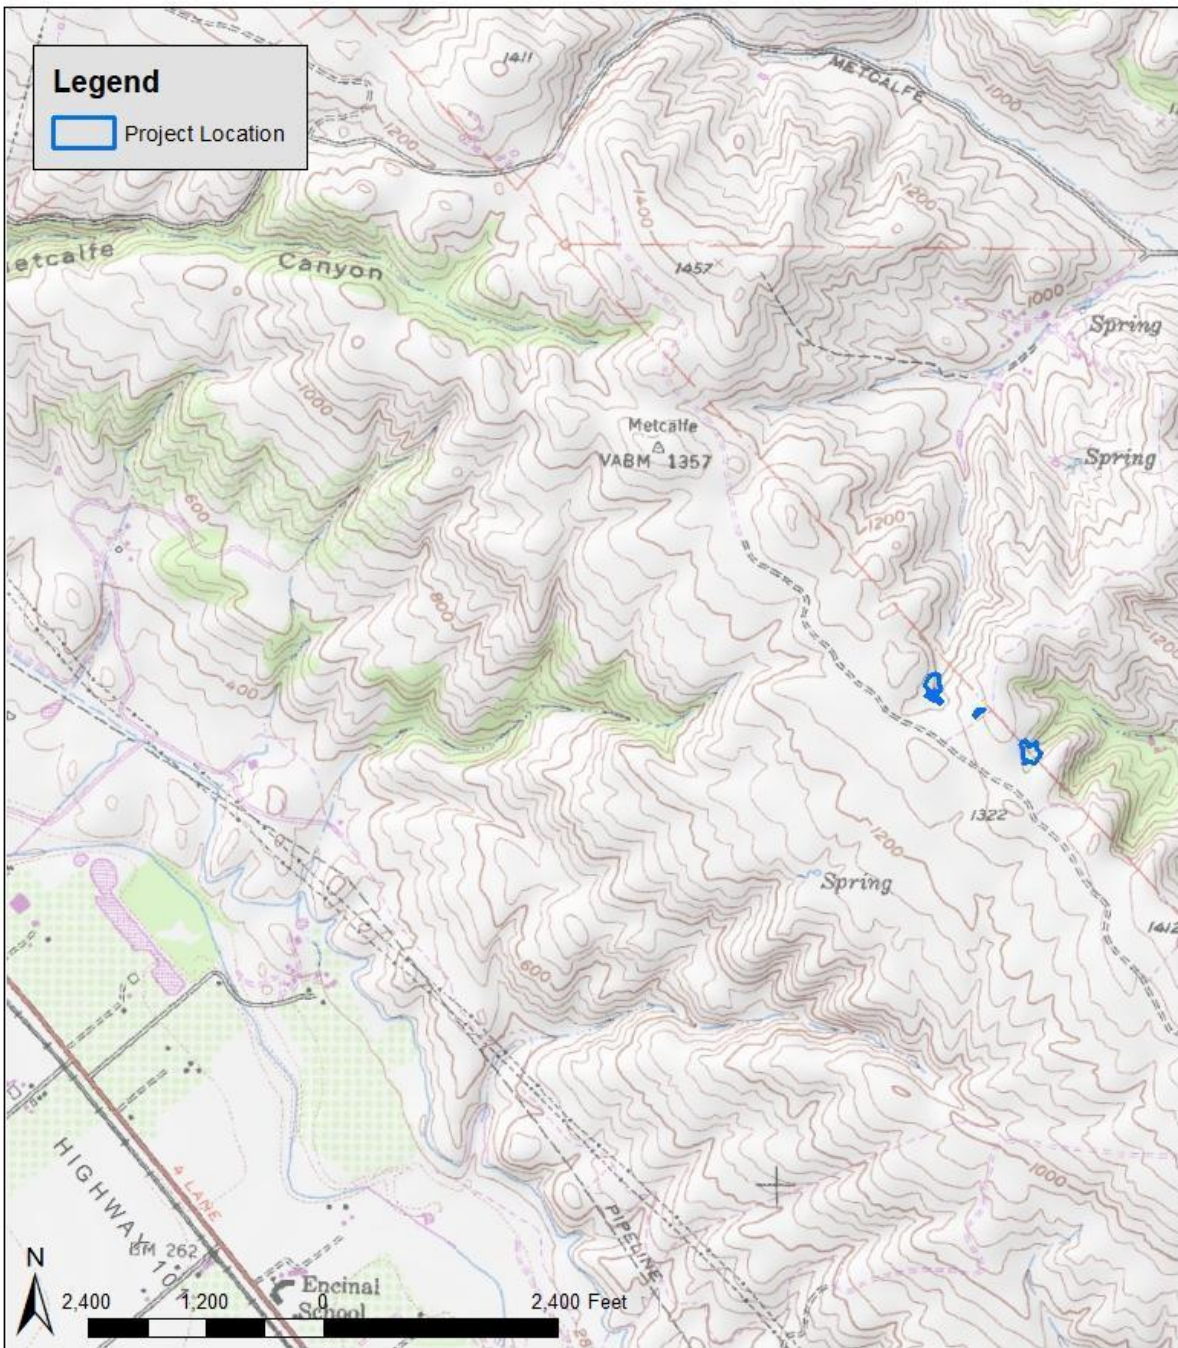 Legend
Project Location
1411
METCALFE
1000
1200
1400
1200
etcalfe
Canyon
1457
1000
Spring
1000
Metcalfe
VABM 1357
Spring
600
1200
800
1200
400
1322
1200
Spring
1412
600
HIGHWAY 10
4 LANE
1000
BM 262
PIPELINE
Encinal
School
N
2,400 1,200 0 2,400 Feet